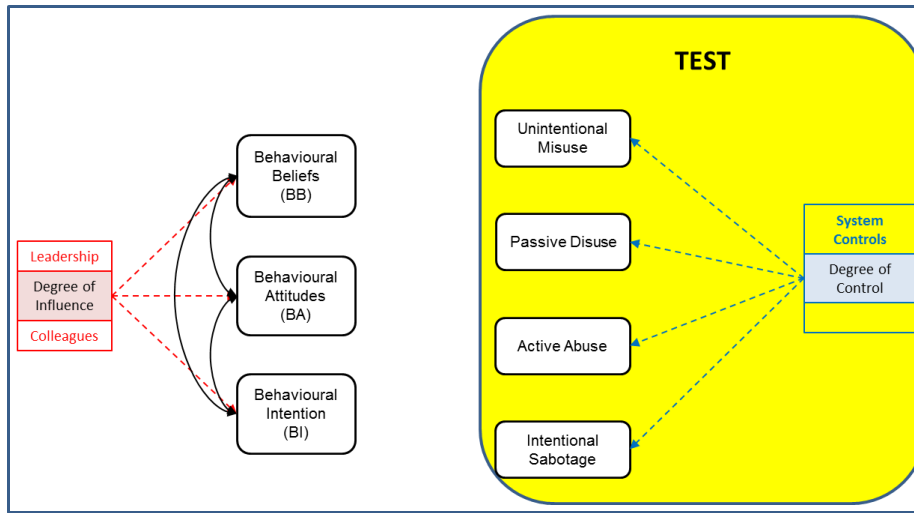 TEST
Behavioural
Beliefs
(BB)
Leadership
Degree of
Influence
Colleagues
Behavioural
Attitudes
(BA)
Behavioural
Intention
(BI)
Unintentional
Misuse
Passive Disuse
Active Abuse
Intentional
Sabotage
System
Controls
Degree of
Control